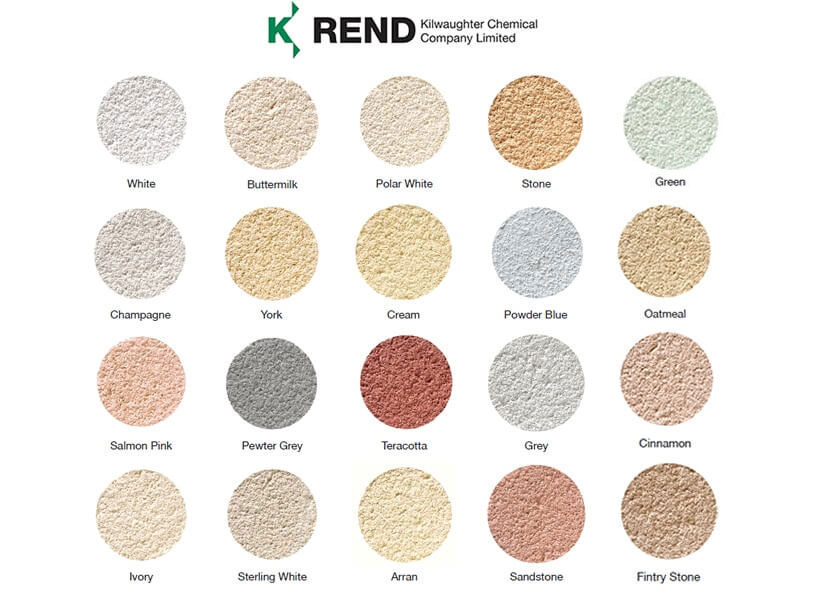 K REND Kilwaughter Chemical
Company Limited
White Buttermilk Polar White Stone Green
Champagne York Cream Powder Blue Oatmeal
Salmon Pink Pewter Grey Teracotta Grey Cinnamon
Ivory Sterling White Arran Sandstone Fintry Stone